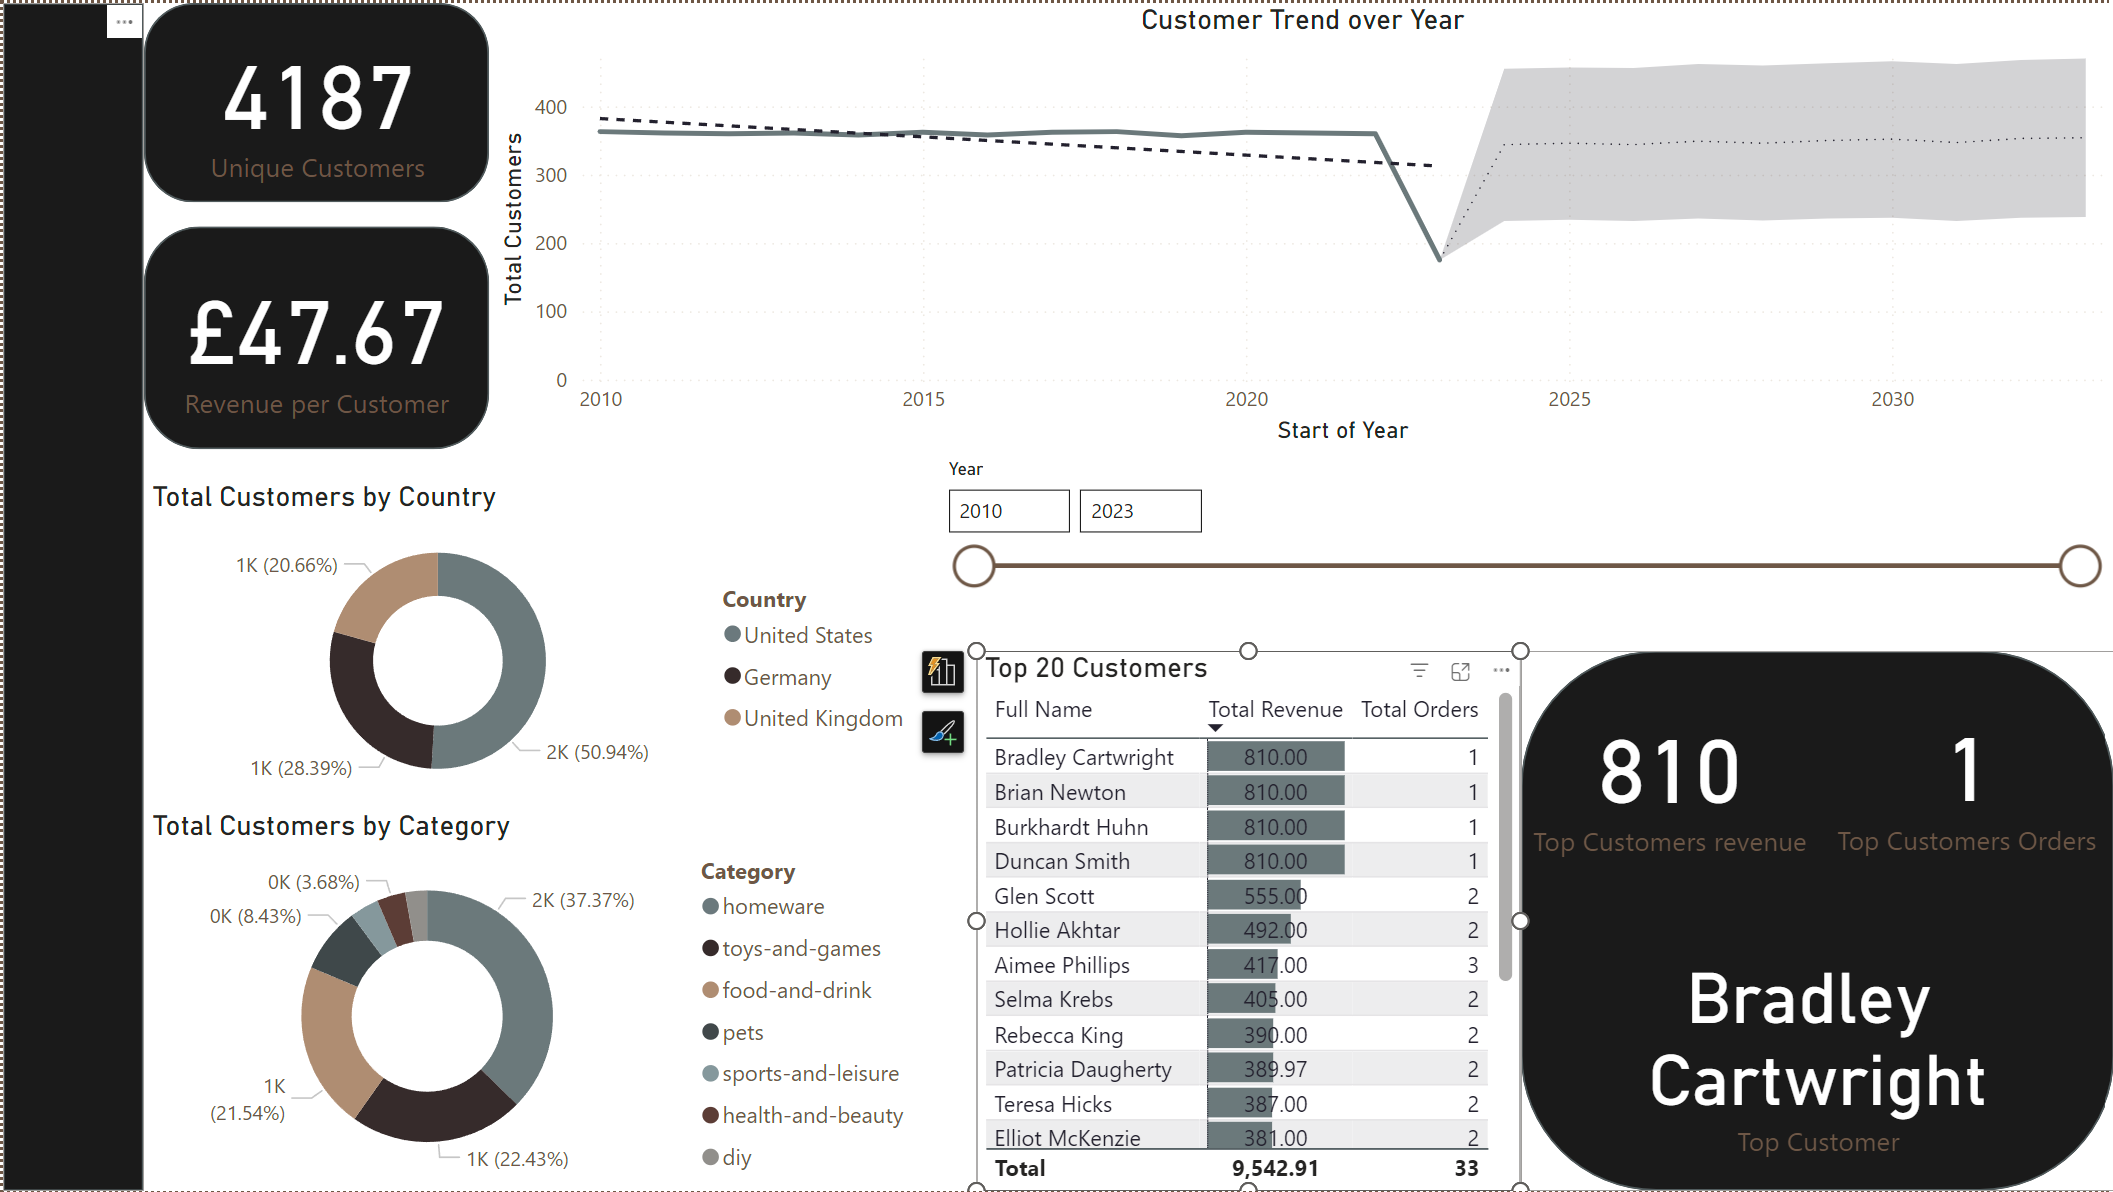 4187
Unique Customers
£47.67
Revenue per Customer
Customer Trend over Year
Total Customers
400
300
200
100
0
2010
2015
2020
2025
2030
Start of Year
Year
2010
2023
Total Customers by Country
1K (20.66%)
1K (28.39%)
2K (50.94%)
Country
United States
Germany
United Kingdom
Total Customers by Category
0K (3.68%)
0K (8.43%)
2K (37.37%)
1K
(21.54%)
1K (22.43%)
Category
homeware
toys-and-games
food-and-drink
pets
sports-and-leisure
health-and-beauty
diy
Top 20 Customers
Full Name Total Revenue Total Orders
Bradley Cartwright 810.00 1
Brian Newton 810.00 1
Burkhardt Huhn 810.00 1
Duncan Smith 810.00 1
Glen Scott 555.00 2
Hollie Akhtar 492.00 2
Aimee Phillips 417.00 3
Selma Krebs 405.00 2
Rebecca King 390.00 2
Patricia Daugherty 389.97 2
Teresa Hicks 387.00 2
Elliot McKenzie 381.00 2
Total 9,542.91 33
810
Top Customers revenue
1
Top Customers Orders
Bradley
Cartwright
Top Customer